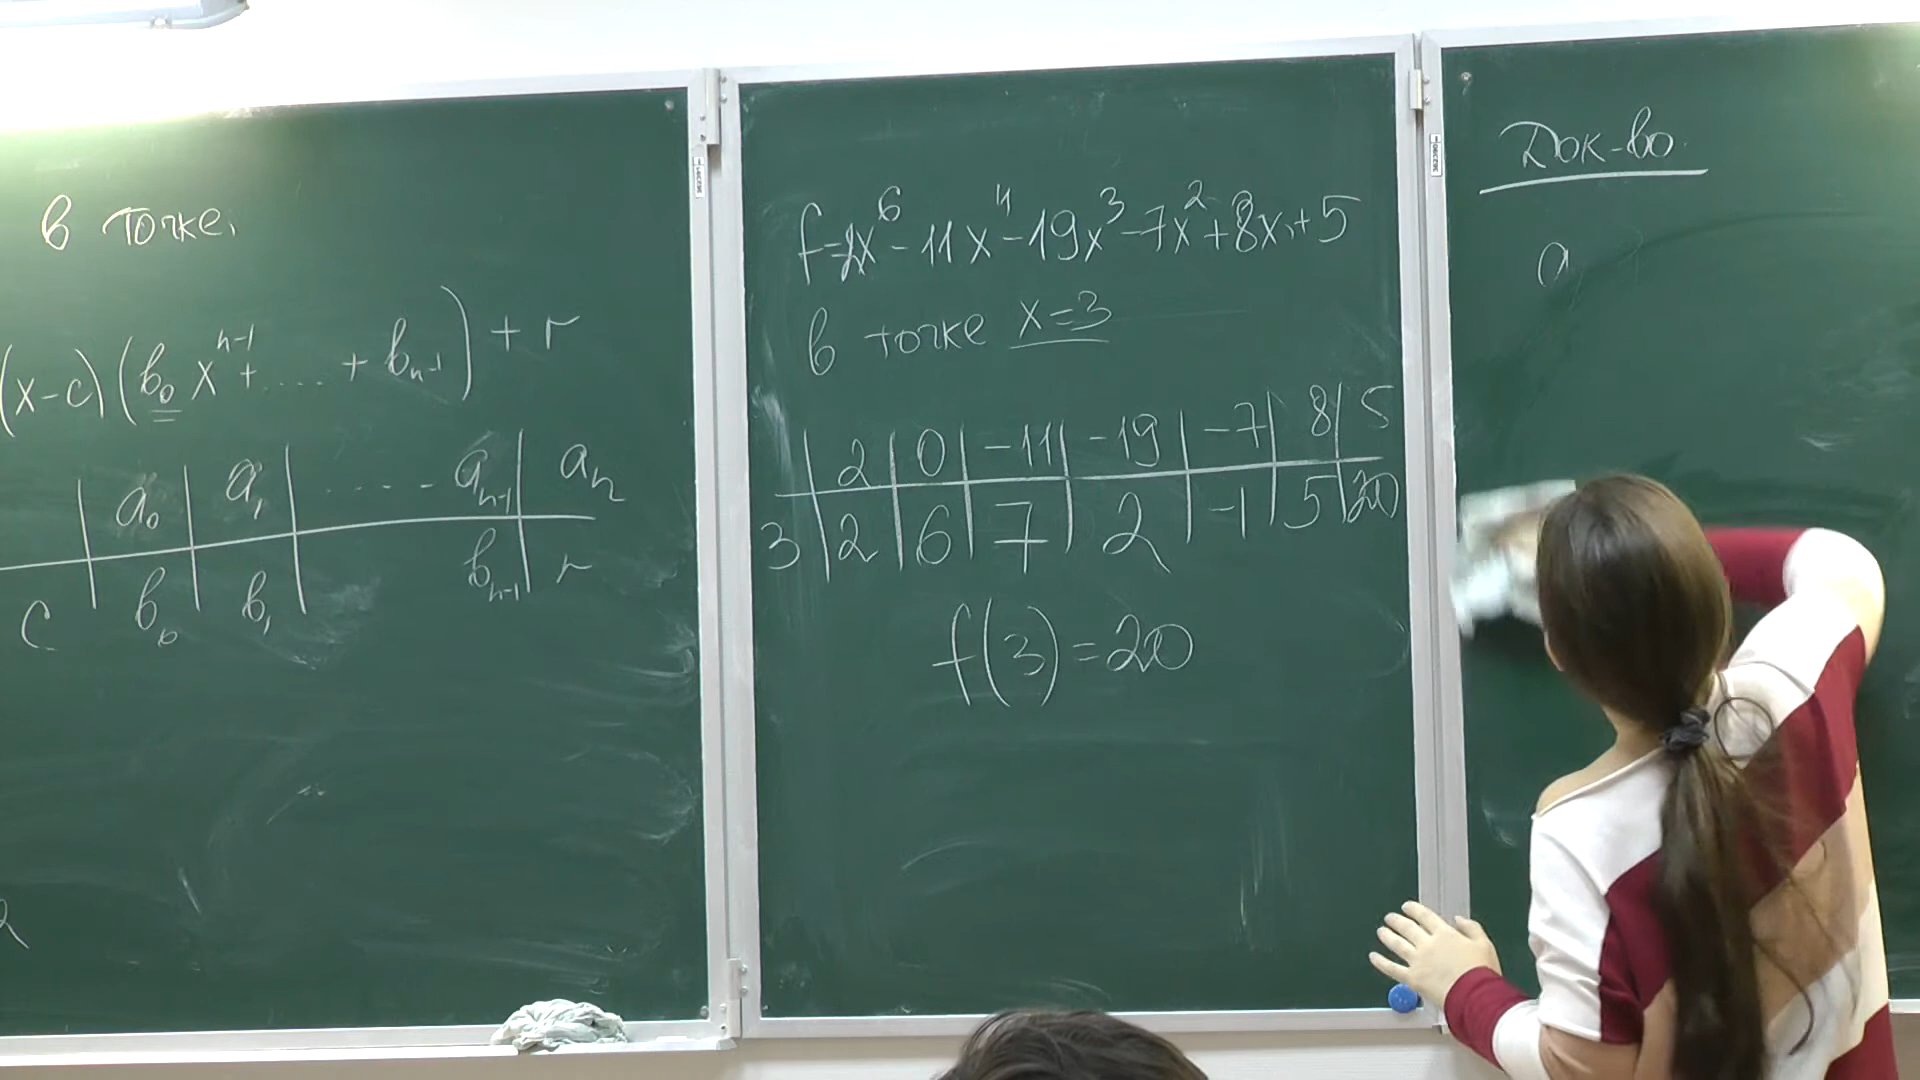 в точке.
(x-c)(b₀xⁿ⁻¹+....+bₙ₋₁)+r
a₀ | a₁ | ....- aₙ₋₁ | aₙ
c | b₀ | b₁ | bₙ₋₁ | r
f=2x⁶-11x⁴-19x³-7x²+8x+5
в точке x=3
| 2 | 0 | -11 | -19 | -7 | 8 | 5
3 | 2 | 6 | 7 | 2 | -1 | 5 | 20
f(3)=20
Док-во.
a